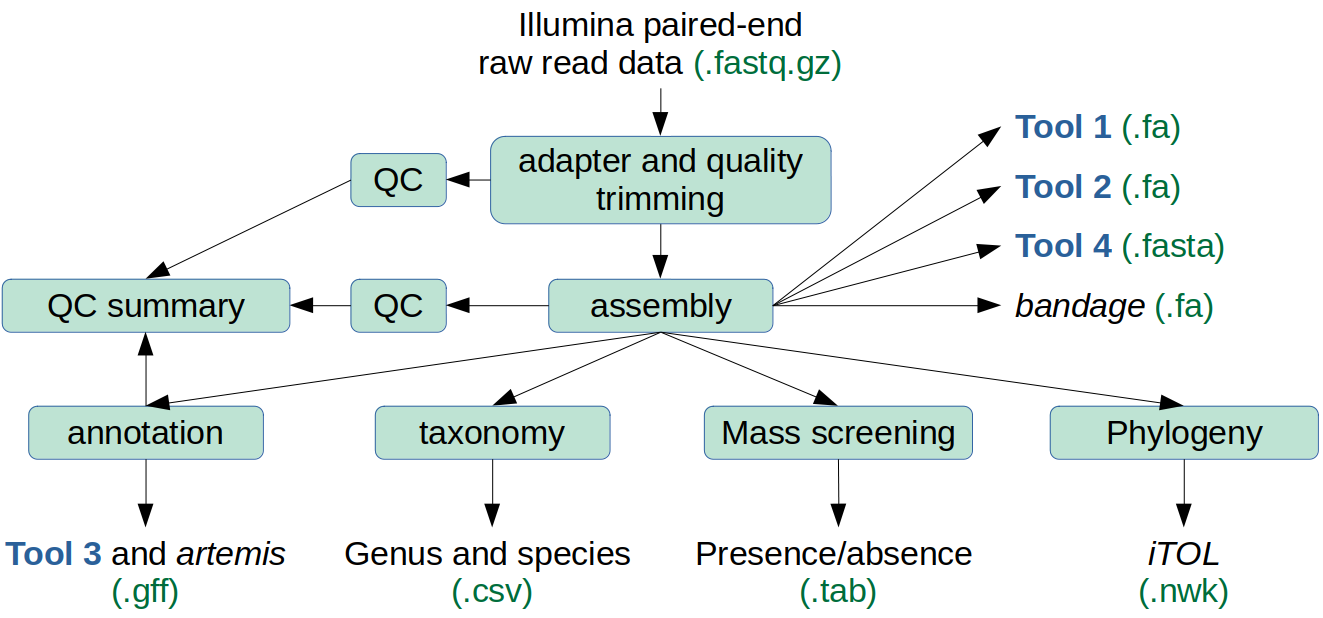 Illumina paired-end
raw read data (.fastq.gz)
adapter and quality
trimming
QC
Tool 1 (.fa)
Tool 2 (.fa)
Tool 4 (.fasta)
bandage (.fa)
QC summary
QC
assembly
annotation
taxonomy
Mass screening
Phylogeny
Tool 3 and artemis
(.gff)
Genus and species
(.csv)
Presence/absence
(.tab)
iTOL
(.nwk)